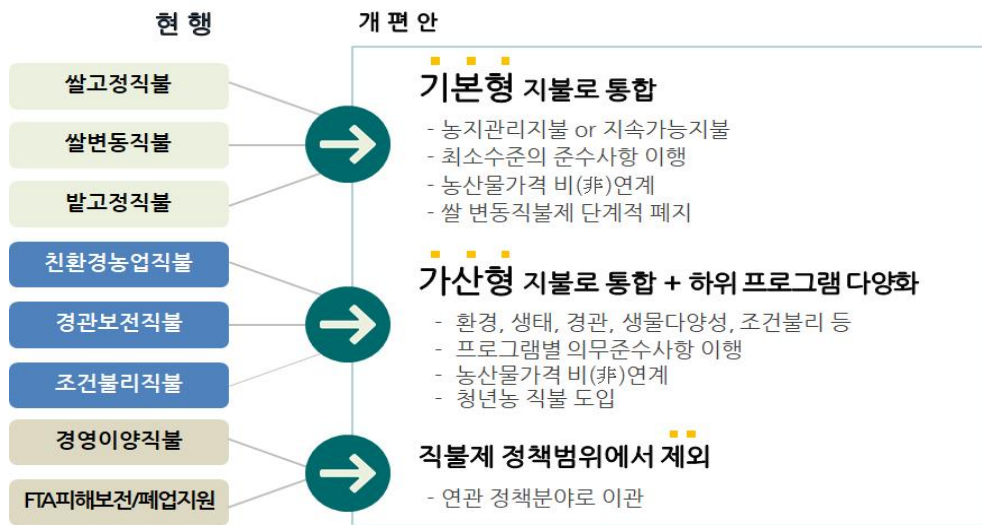 현 행
개 편 안
쌀고정직불
쌀변동직불
밭고정직불
기본형 지불로 통합
- 농지관리지불 or 지속가능지불
- 최소수준의 준수사항 이행
- 농산물가격 비(非)연계
- 쌀 변동직불제 단계적 폐지
친환경농업직불
경관보전직불
조건불리직불
가산형 지불로 통합 + 하위 프로그램 다양화
- 환경, 생태, 경관, 생물다양성, 조건불리 등
- 프로그램별 의무준수사항 이행
- 농산물가격 비(非)연계
- 청년농 직불 도입
경영이양직불
FTA피해보전/폐업지원
직불제 정책범위에서 제외
- 연관 정책분야로 이관